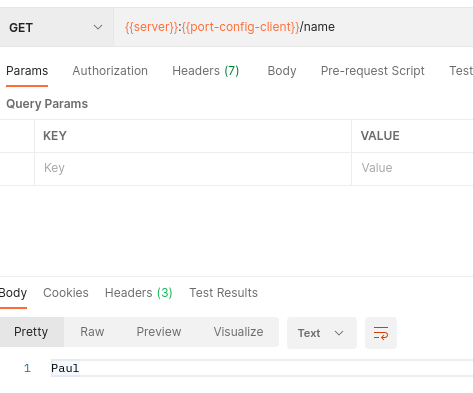 GET {{server}}:{{port-config-client}}/name
Params Authorization Headers (7) Body Pre-request Script Test
Query Params
KEY VALUE
Key Value
Body Cookies Headers (3) Test Results
Pretty Raw Preview Visualize Text
1 Paul